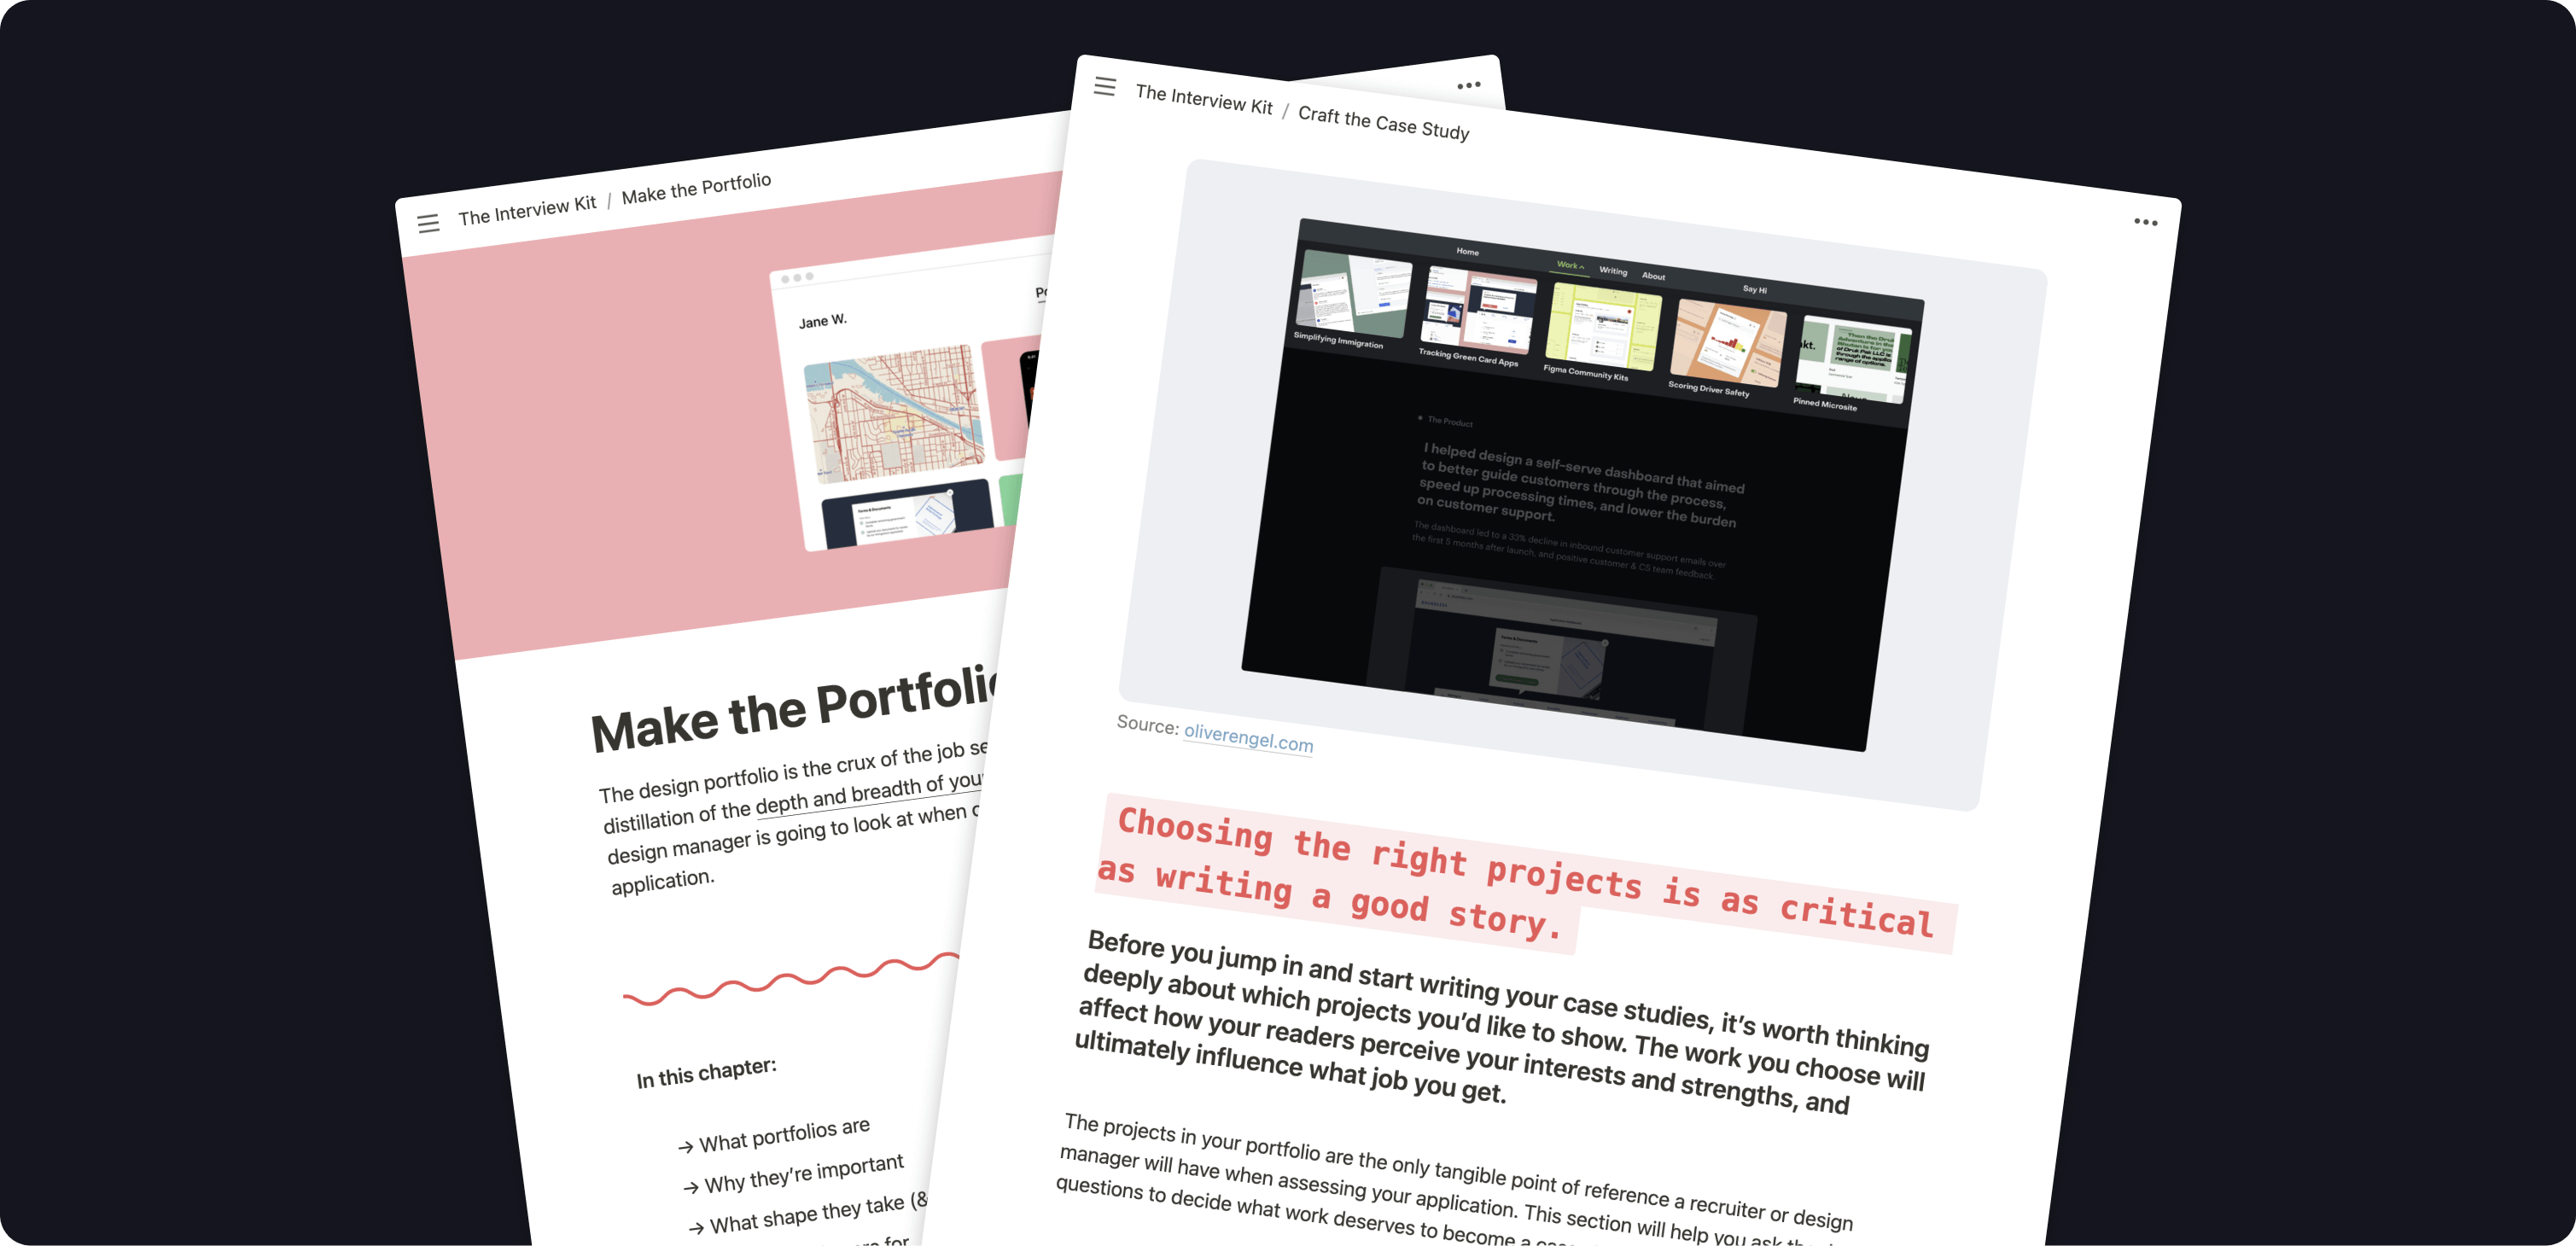 The Interview Kit / Make the Portfolio
Jane W.
Forms & Documents
Make the Portfolio
The design portfolio is the crux of the job
distillation of the depth and breadth of
design manager is going to look at when
application.
In this chapter:
→ What portfolios are
→ Why they’re important
→ What shape they take (&
for
The Interview Kit / Craft the Case Study
Home Work Writing About Say Hi
Simplifying Immigration
Tracking Green Card Apps
Figma Community Kits
Scoring Driver Safety
Pinned Microsite
The Product
I helped design a self-serve dashboard that aimed
to better guide customers through the process,
speed up processing times, and lower the burden
on customer support.
The dashboard led to a 33% decline in inbound customer support emails over
the first 5 months after launch, and positive customer & CS team feedback.
Forms & Documents
Source: oliverengel.com
Choosing the right projects is as critical
as writing a good story.
Before you jump in and start writing your case studies, it’s worth thinking
deeply about which projects you’d like to show. The work you choose will
affect how your readers perceive your interests and strengths, and
ultimately influence what job you get.
The projects in your portfolio are the only tangible point of reference a recruiter or design
manager will have when assessing your application. This section will help you ask
questions to decide what work deserves to become a